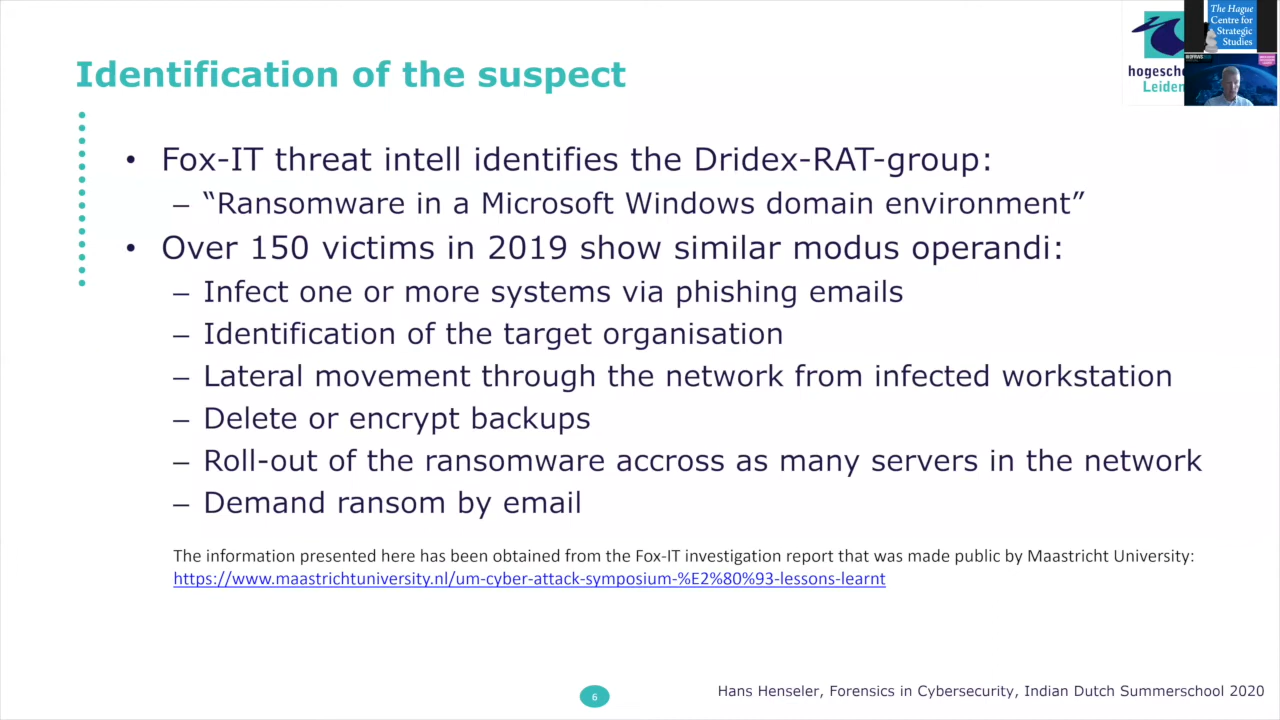 Identification of the suspect
The Hague
Centre for
Strategic
Studies
Leiden
• Fox-IT threat intell identifies the Dridex-RAT-group:
– “Ransomware in a Microsoft Windows domain environment”
• Over 150 victims in 2019 show similar modus operandi:
– Infect one or more systems via phishing emails
– Identification of the target organisation
– Lateral movement through the network from infected workstation
– Delete or encrypt backups
– Roll-out of the ransomware accross as many servers in the network
– Demand ransom by email
The information presented here has been obtained from the Fox-IT investigation report that was made public by Maastricht University:
https://www.maastrichtuniversity.nl/um-cyber-attack-symposium-%E2%80%93-lessons-learnt
6
Hans Henseler, Forensics in Cybersecurity, Indian Dutch Summerschool 2020